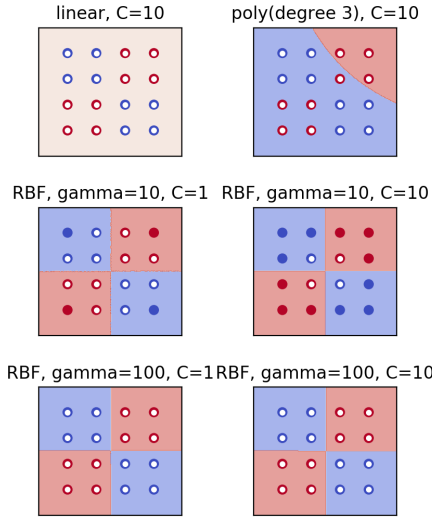 linear, C=10
poly(degree 3), C=10
RBF, gamma=10, C=1
RBF, gamma=10, C=10
RBF, gamma=100, C=1
RBF, gamma=100, C=10